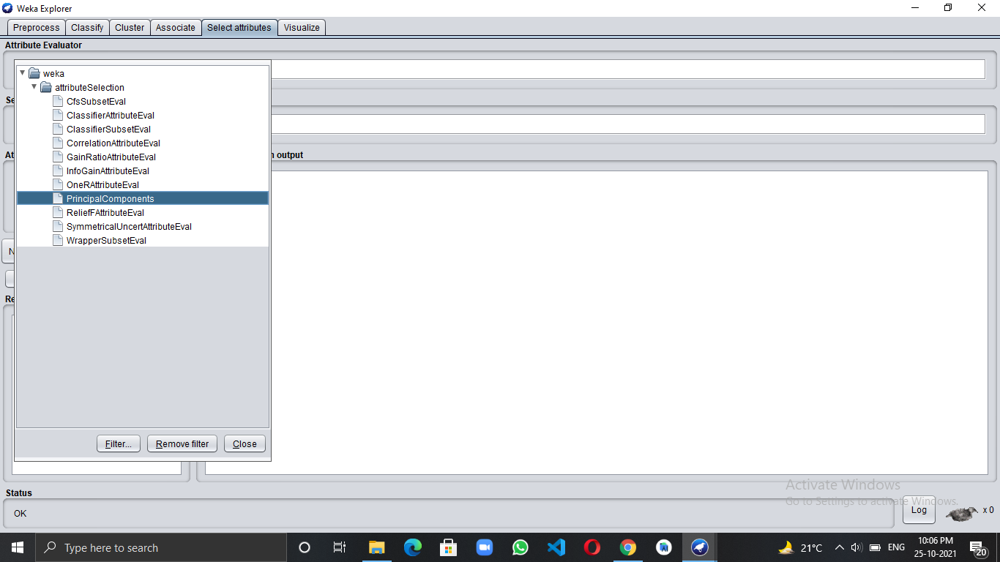 Weka Explorer
Preprocess Classify Cluster Associate Select attributes Visualize
Attribute Evaluator
weka
attributeSelection
CfsSubsetEval
ClassifierAttributeEval
ClassifierSubsetEval
CorrelationAttributeEval
GainRatioAttributeEval
InfoGainAttributeEval
OneRAttributeEval
PrincipalComponents
ReliefFAttributeEval
SymmetricalUncertAttributeEval
WrapperSubsetEval
Se
At
n output
N
Re
Filter... Remove filter Close
Status
OK
Activate Windows
Go to Settings to activate Windows.
Log
x 0
Type here to search
21°C
ENG
10:06 PM
25-10-2021
20